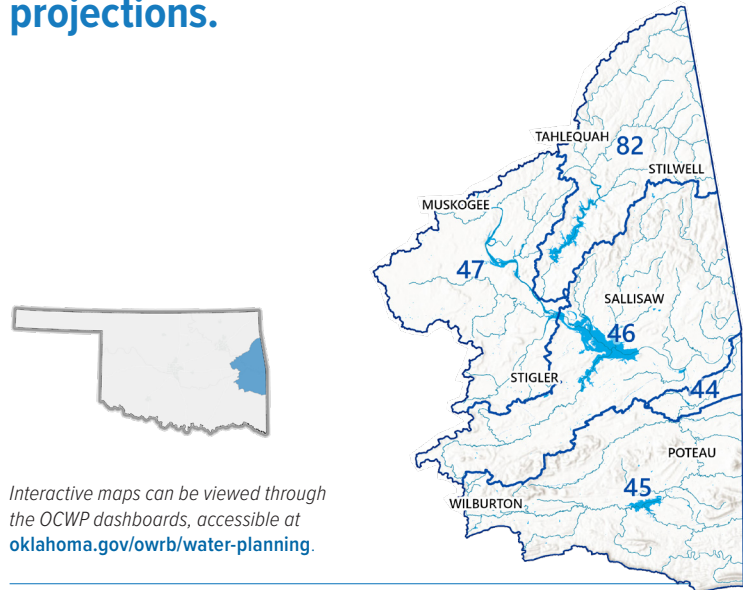 projections.
TAHLEQUAH
82
STILWELL
MUSKOGEE
47
SALLISAW
46
STIGLER
44
POTEAU
45
WILBURTON
Interactive maps can be viewed through
the OCWP dashboards, accessible at
oklahoma.gov/owrb/water-planning.